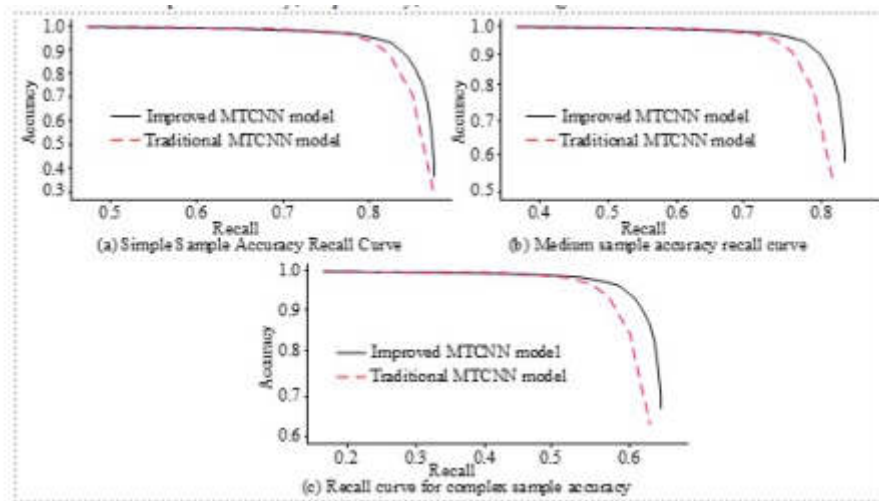 1.0
0.9
0.8
0.7
0.6
0.5
0.4
0.3
Accuracy
Improved MTCNN model
Traditional MTCNN model
0.5 0.6 0.7 0.8
Recall
(a) Simple Sample Accuracy Recall Curve
1.0
0.9
0.8
0.7
0.6
0.5
Accuracy
Improved MTCNN model
Traditional MTCNN model
0.4 0.5 0.6 0.7 0.8
Recall
(b) Medium sample accuracy recall curve
1.0
0.9
0.8
0.7
0.6
Accuracy
Improved MTCNN model
Traditional MTCNN model
0.2 0.3 0.4 0.5 0.6
Recall
(c) Recall curve for complex sample accuracy